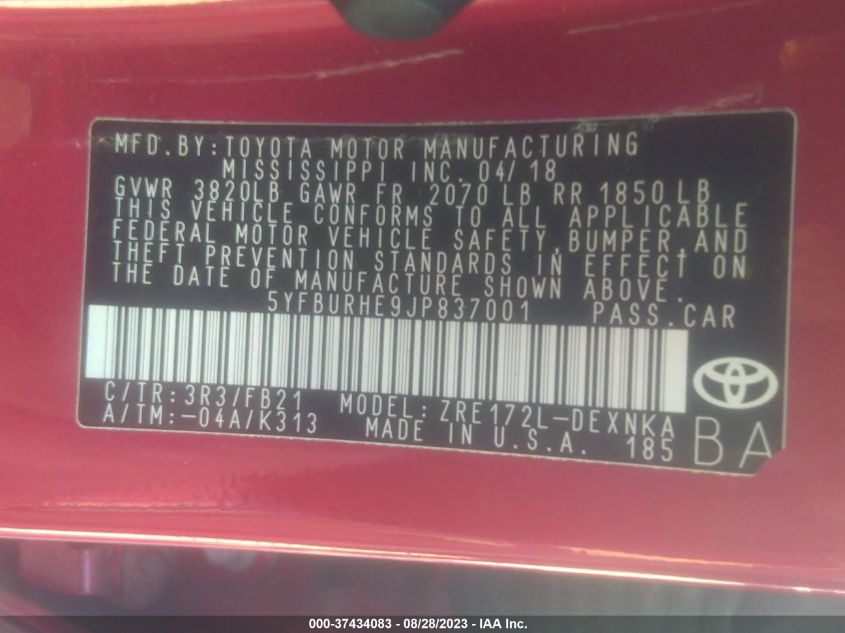 MFD.BY:TOYOTA MOTOR MANUFACTURING
MISSISSIPPI INC. 04/18
GVWR 3820LB GAWR FR 2070 LB RR 1850 LB
THIS VEHICLE CONFORMS TO ALL APPLICABLE
FEDERAL MOTOR VEHICLE SAFETY,BUMPER,AND
THEFT PREVENTION STANDARDS IN EFFECT ON
THE DATE OF MANUFACTURE SHOWN ABOVE.
5YFBURHE9JP837001 PASS.CAR
C/TR:3R3/FB21 MODEL:ZRE172L-DEXNKA
A/TM:-04A/K313 MADE IN U.S.A. 185
BA
000-37434083 - 08/28/2023 - IAA Inc.